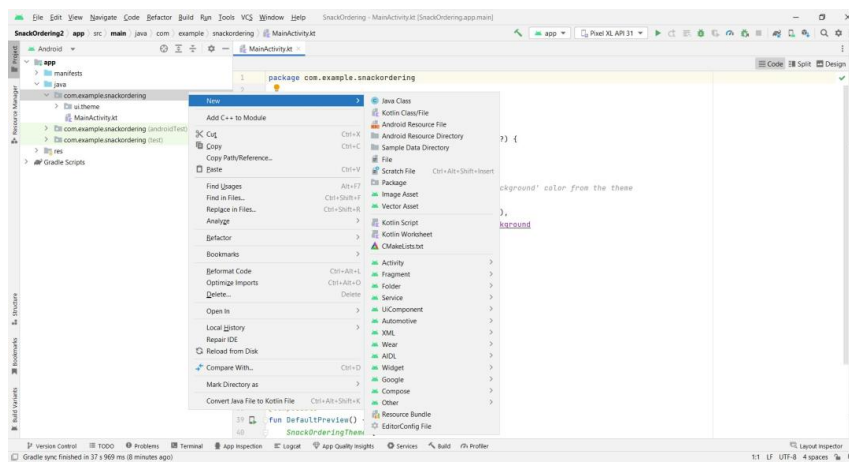 File Edit View Navigate Code Refactor Build Run Tools VCS Window Help SnackOrdering - MainActivity.kt [SnackOrdering.app.main]
SnackOrdering2 app src main java com example snackordering MainActivity.kt app Pixel XL API 31
Project Android MainActivity.kt
Code Split Design
app
manifests
java
com.example.snackordering
ui.theme
MainActivity.kt
com.example.snackordering (androidTest)
com.example.snackordering (test)
res
Gradle Scripts
Resource Manager
Structure
Bookmarks
Build Variants
1 package com.example.snackordering
2
?) {
ckground' color from the theme
),
kground
New
Add C++ to Module
Cut Ctrl+X
Copy Ctrl+C
Copy Path/Reference...
Paste Ctrl+V
Find Usages Alt+F7
Find in Files... Ctrl+Shift+F
Replace in Files... Ctrl+Shift+R
Analyze
Refactor
Bookmarks
Reformat Code Ctrl+Alt+L
Optimize Imports Ctrl+Alt+O
Delete... Delete
Open In
Local History
Repair IDE
Reload from Disk
Compare With... Ctrl+D
Mark Directory as
Convert Java File to Kotlin File Ctrl+Alt+Shift+K
Java Class
Kotlin Class/File
Android Resource File
Android Resource Directory
Sample Data Directory
File
Scratch File Ctrl+Alt+Shift+Insert
Package
Image Asset
Vector Asset
Kotlin Script
Kotlin Worksheet
CMakeLists.txt
Activity
Fragment
Folder
Service
UiComponent
Automotive
XML
Wear
AIDL
Widget
Google
Compose
Other
Resource Bundle
EditorConfig File
39 fun DefaultPreview() {
40 SnackOrderingTheme {
Version Control TODO Problems Terminal App Inspection Logcat App Quality Insights Services Build Profiler Layout Inspector
Gradle sync finished in 37 s 969 ms (8 minutes ago) 1:1 LF UTF-8 4 spaces